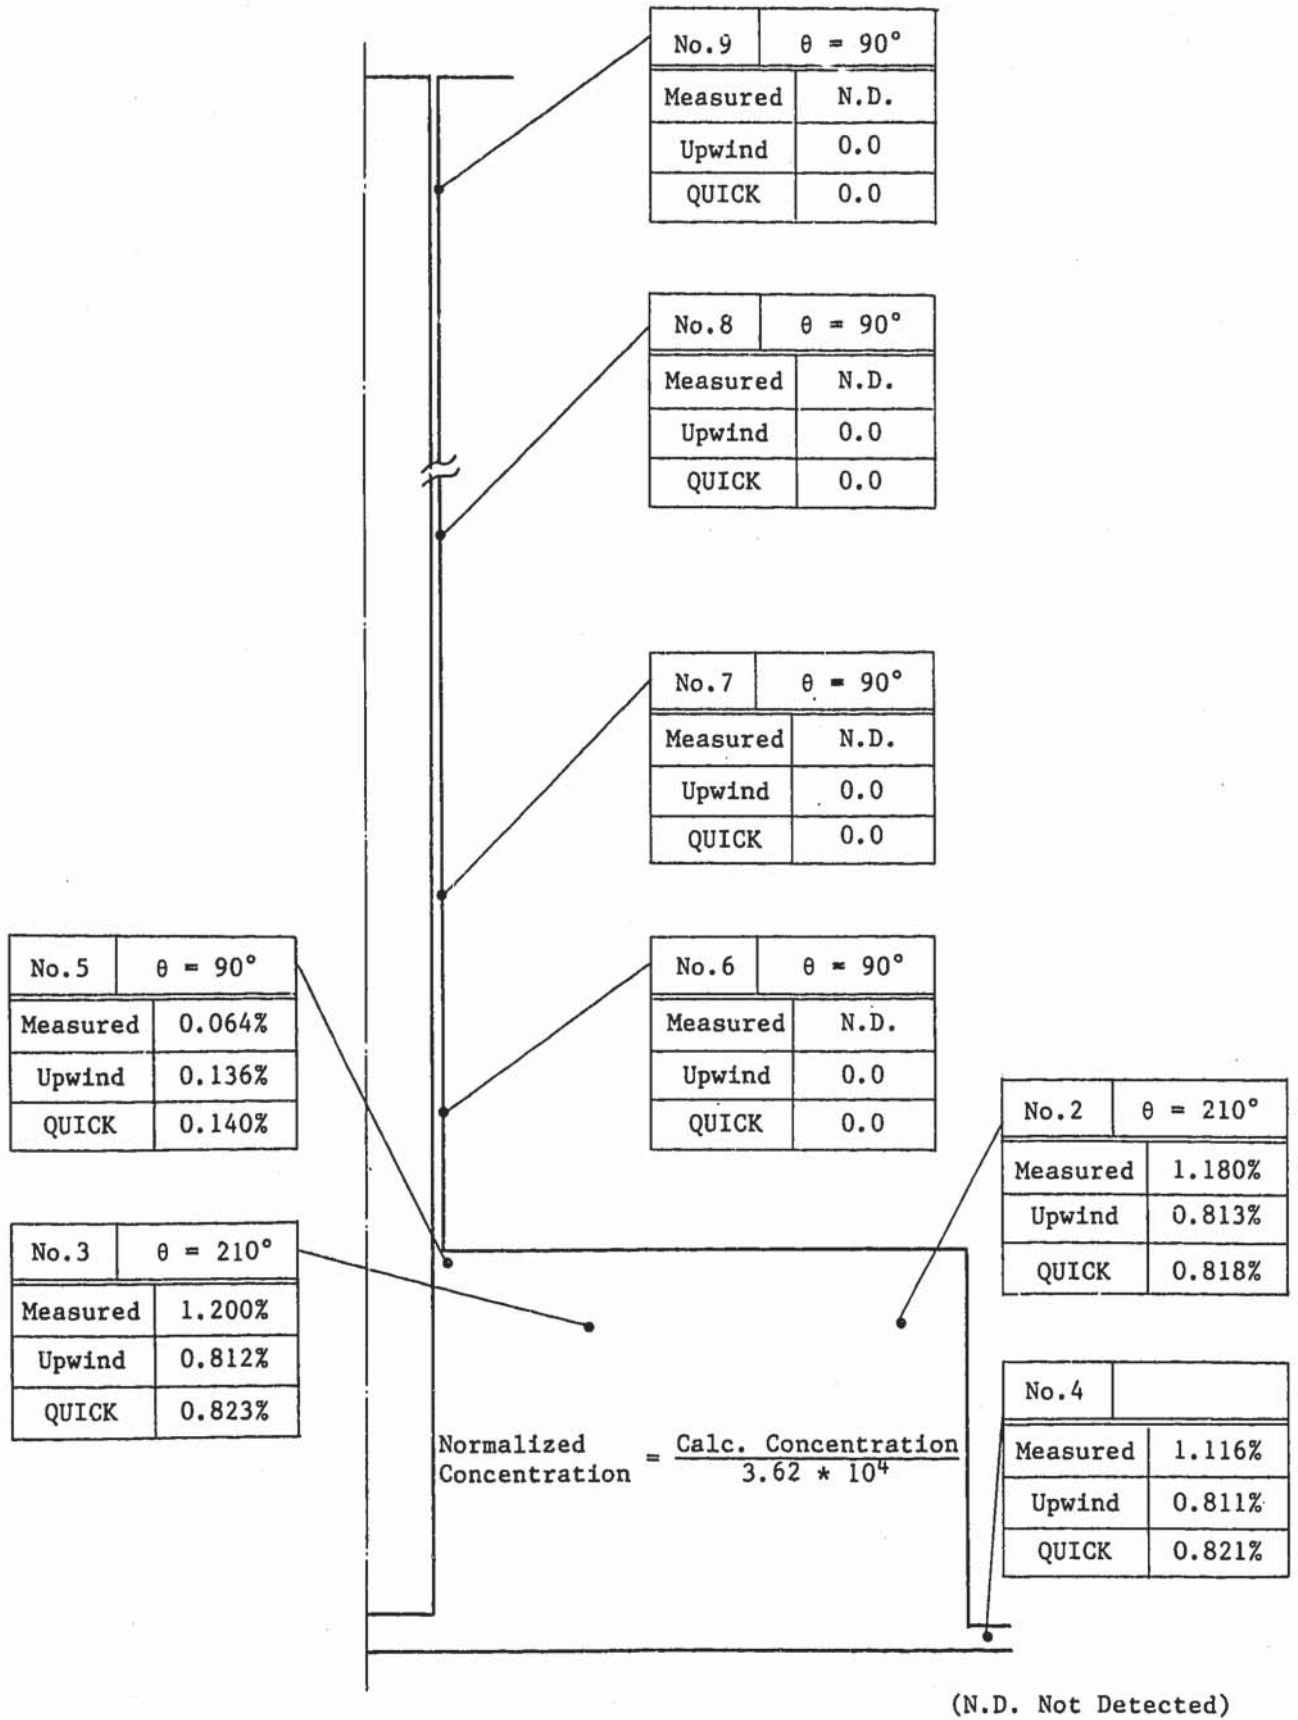 No.9 θ = 90°
Measured N.D.
Upwind 0.0
QUICK 0.0
No.8 θ = 90°
Measured N.D.
Upwind 0.0
QUICK 0.0
No.7 θ = 90°
Measured N.D.
Upwind 0.0
QUICK 0.0
No.5 θ = 90°
Measured 0.064%
Upwind 0.136%
QUICK 0.140%
No.6 θ = 90°
Measured N.D.
Upwind 0.0
QUICK 0.0
No.2 θ = 210°
Measured 1.180%
Upwind 0.813%
QUICK 0.818%
No.3 θ = 210°
Measured 1.200%
Upwind 0.812%
QUICK 0.823%
No.4
Measured 1.116%
Upwind 0.811%
QUICK 0.821%
Normalized Concentration = Calc. Concentration / 3.62 * 10⁴
(N.D. Not Detected)